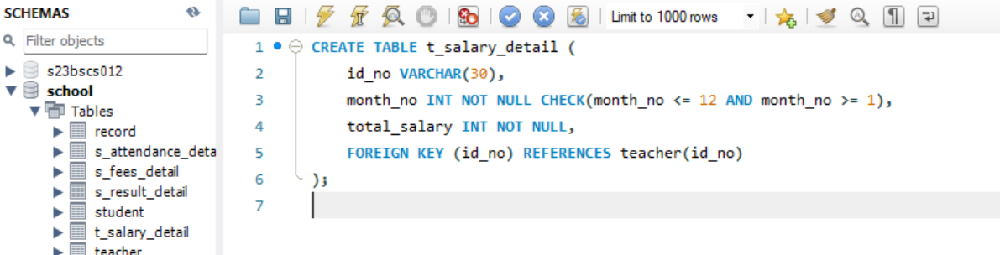 SCHEMAS
Filter objects
s23bscs012
school
Tables
record
s_attendance_deta
s_fees_detail
s_result_detail
student
t_salary_detail
teacher
Limit to 1000 rows
1 CREATE TABLE t_salary_detail (
2 id_no VARCHAR(30),
3 month_no INT NOT NULL CHECK(month_no <= 12 AND month_no >= 1),
4 total_salary INT NOT NULL,
5 FOREIGN KEY (id_no) REFERENCES teacher(id_no)
6 );
7